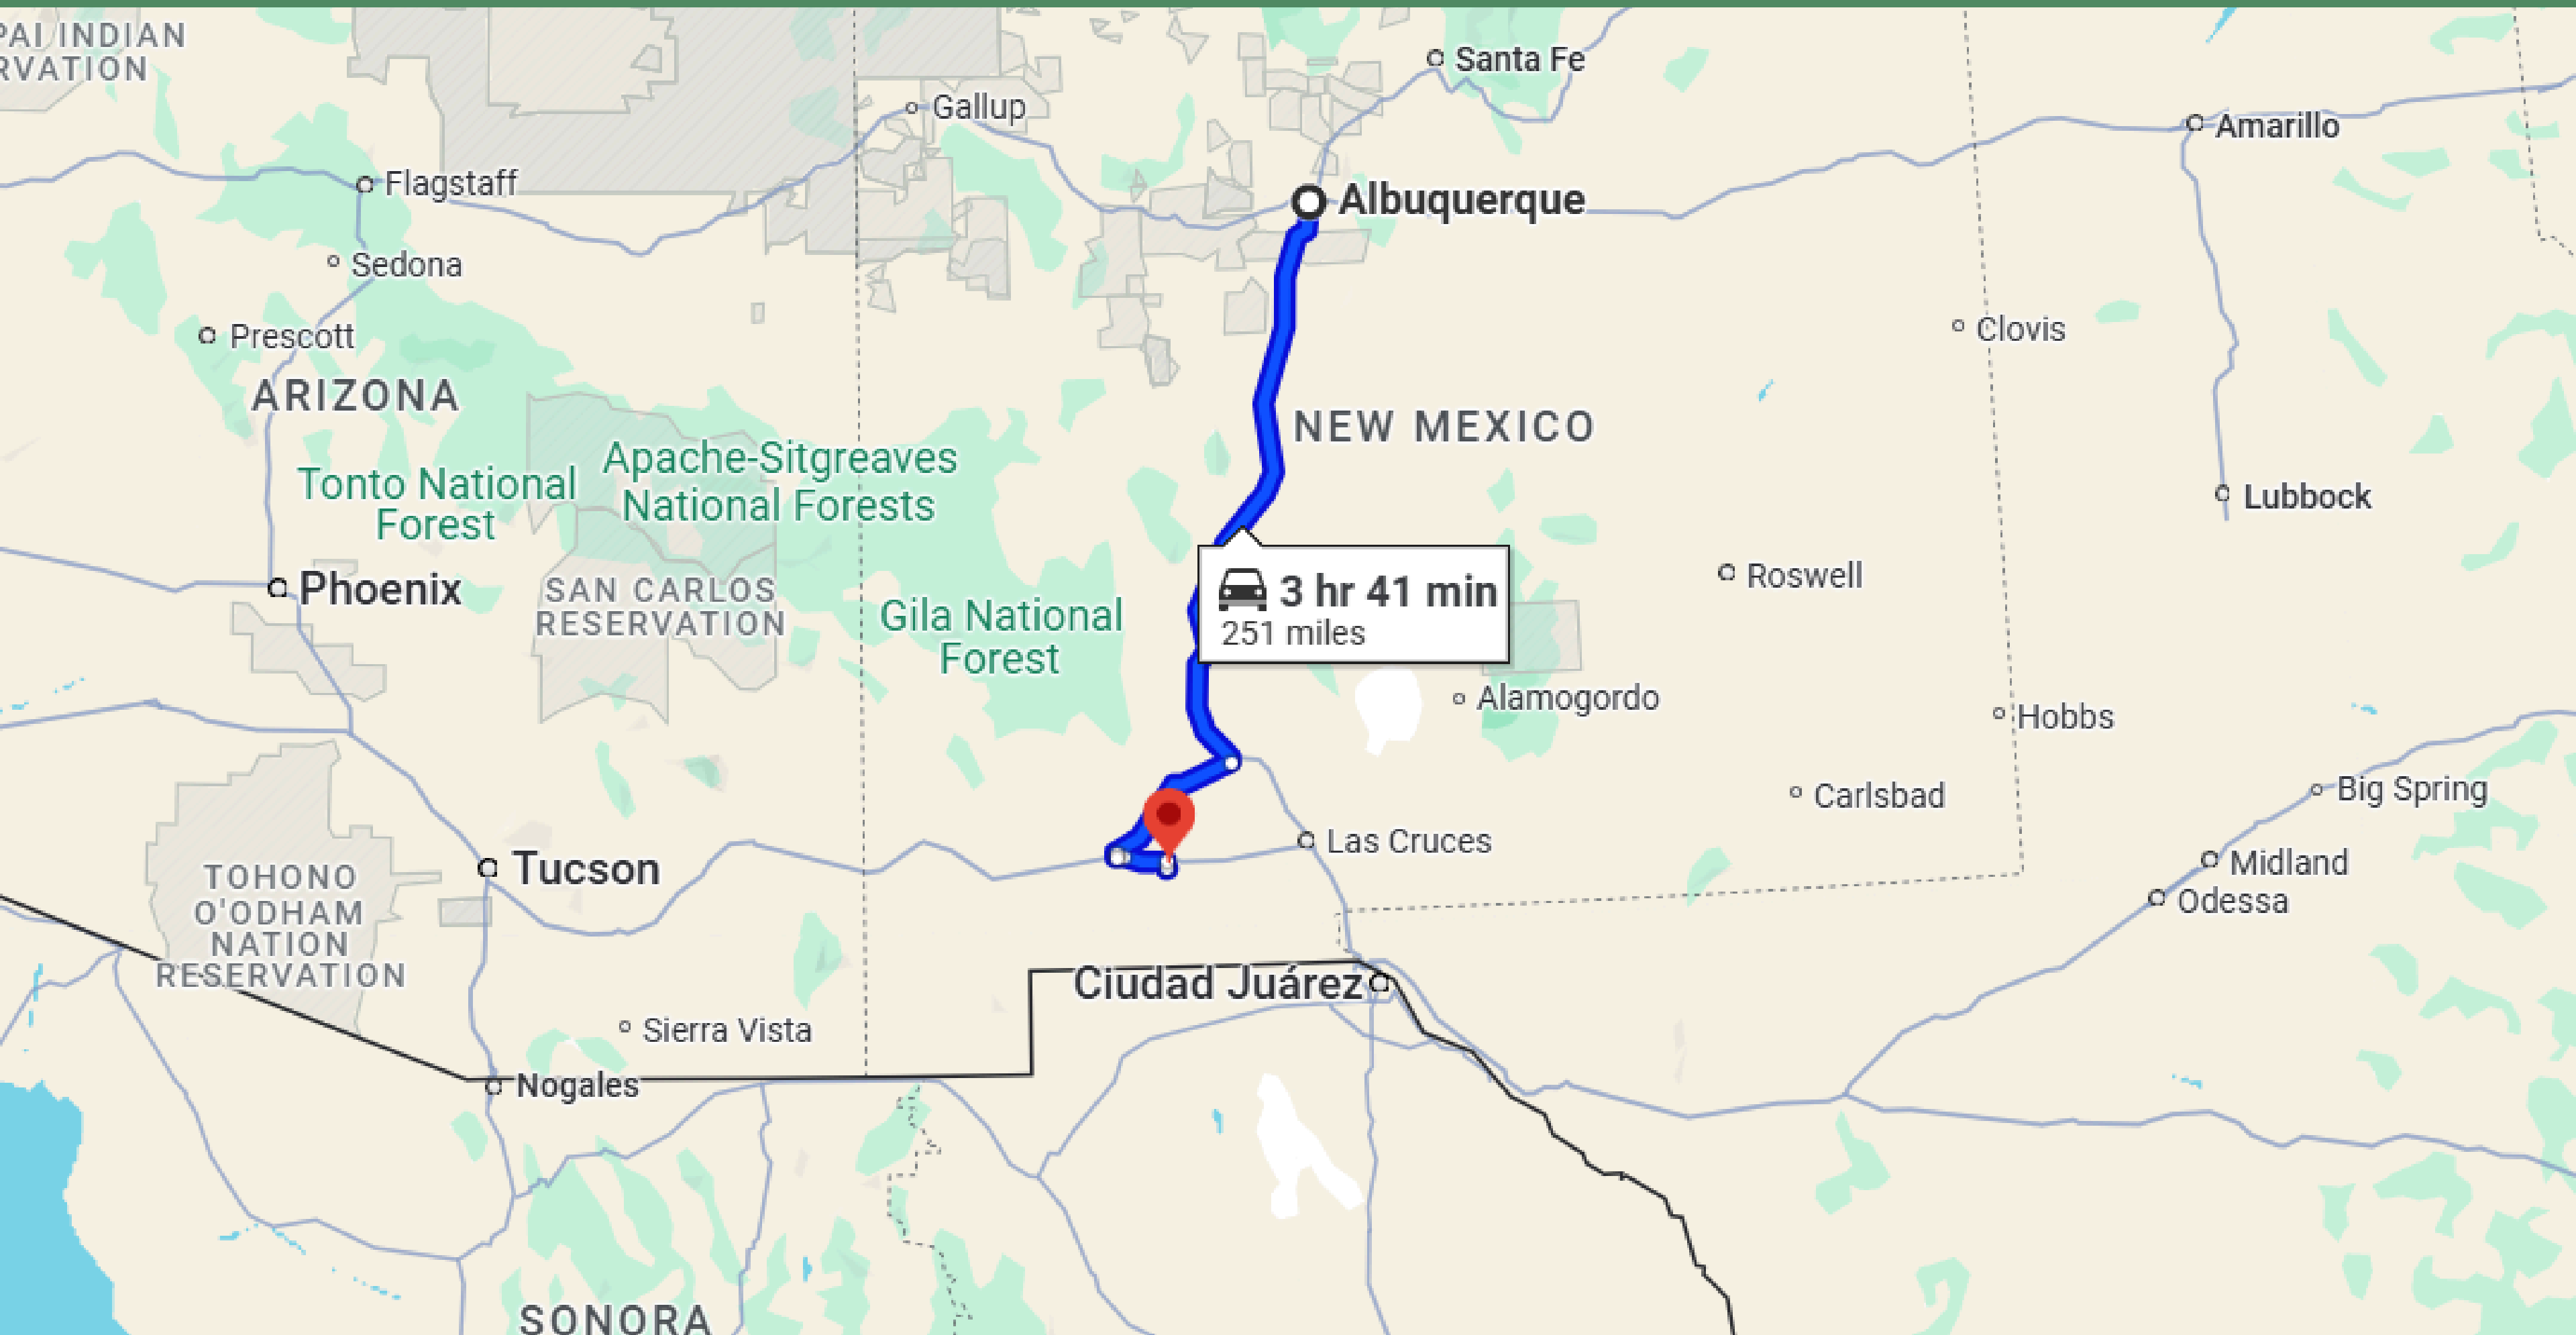 PAI INDIAN
RVATION
Santa Fe
Gallup
Amarillo
Flagstaff
Albuquerque
Sedona
Prescott
Clovis
ARIZONA
NEW MEXICO
Apache-Sitgreaves
National Forests
Tonto National
Forest
Lubbock
Phoenix
SAN CARLOS
RESERVATION
3 hr 41 min
251 miles
Roswell
Gila National
Forest
Alamogordo
Hobbs
Carlsbad
Big Spring
Las Cruces
Tucson
Midland
TOHONO
O'ODHAM
NATION
RESERVATION
Odessa
Ciudad Juárez
Sierra Vista
Nogales
SONORA